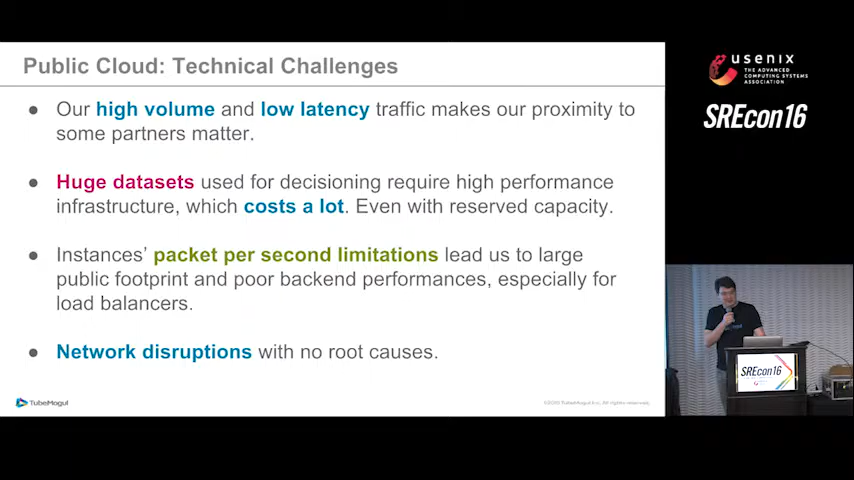 Public Cloud: Technical Challenges
● Our high volume and low latency traffic makes our proximity to
some partners matter.
● Huge datasets used for decisioning require high performance
infrastructure, which costs a lot. Even with reserved capacity.
● Instances’ packet per second limitations lead us to large
public footprint and poor backend performances, especially for
load balancers.
● Network disruptions with no root causes.
TubeMogul
usenix
THE ADVANCED
COMPUTING SYSTEMS
ASSOCIATION
SREcon16
SREcon16